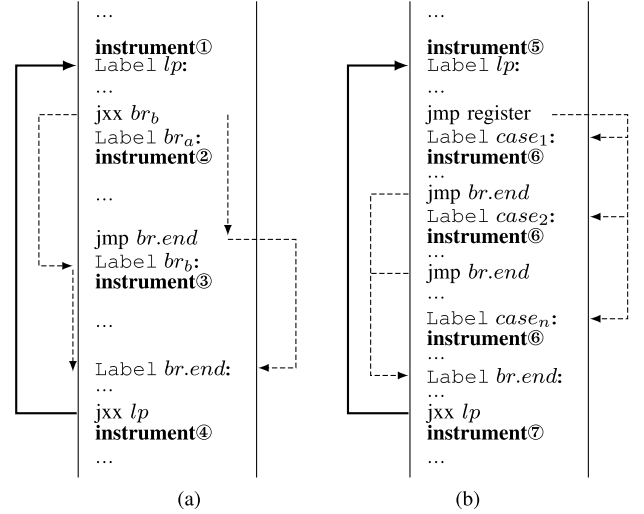 ...
instrument①
Label lp:
...
jxx br_b
Label br_a:
instrument②
...
jmp br.end
Label br_b:
instrument③
...
Label br.end:
...
jxx lp
instrument④
...
(a)
...
instrument⑤
Label lp:
...
jmp register
Label case_1:
instrument⑥
...
jmp br.end
Label case_2:
instrument⑥
...
jmp br.end
...
Label case_n:
instrument⑥
...
Label br.end:
...
jxx lp
instrument⑦
...
(b)